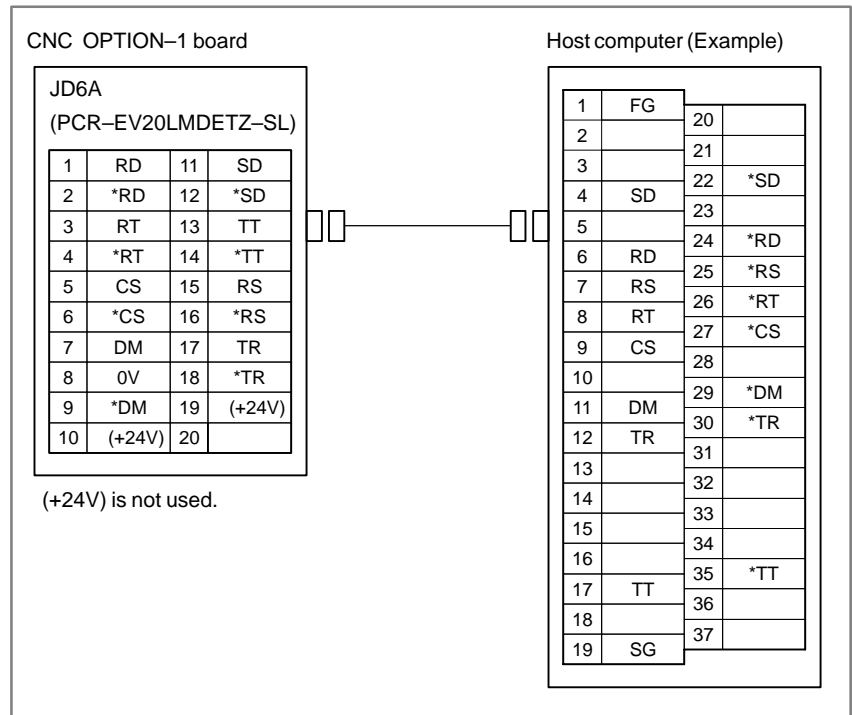 CNC OPTION–1 board
Host computer (Example)
JD6A
(PCR–EV20LMDETZ–SL)
1 RD 11 SD
2 *RD 12 *SD
3 RT 13 TT
4 *RT 14 *TT
5 CS 15 RS
6 *CS 16 *RS
7 DM 17 TR
8 0V 18 *TR
9 *DM 19 (+24V)
10 (+24V) 20
(+24V) is not used.
1 FG
2
3
4 SD
5
6 RD
7 RS
8 RT
9 CS
10
11 DM
12 TR
13
14
15
16
17 TT
18
19 SG
20
21
22 *SD
23
24 *RD
25 *RS
26 *RT
27 *CS
28
29 *DM
30 *TR
31
32
33
34
35 *TT
36
37